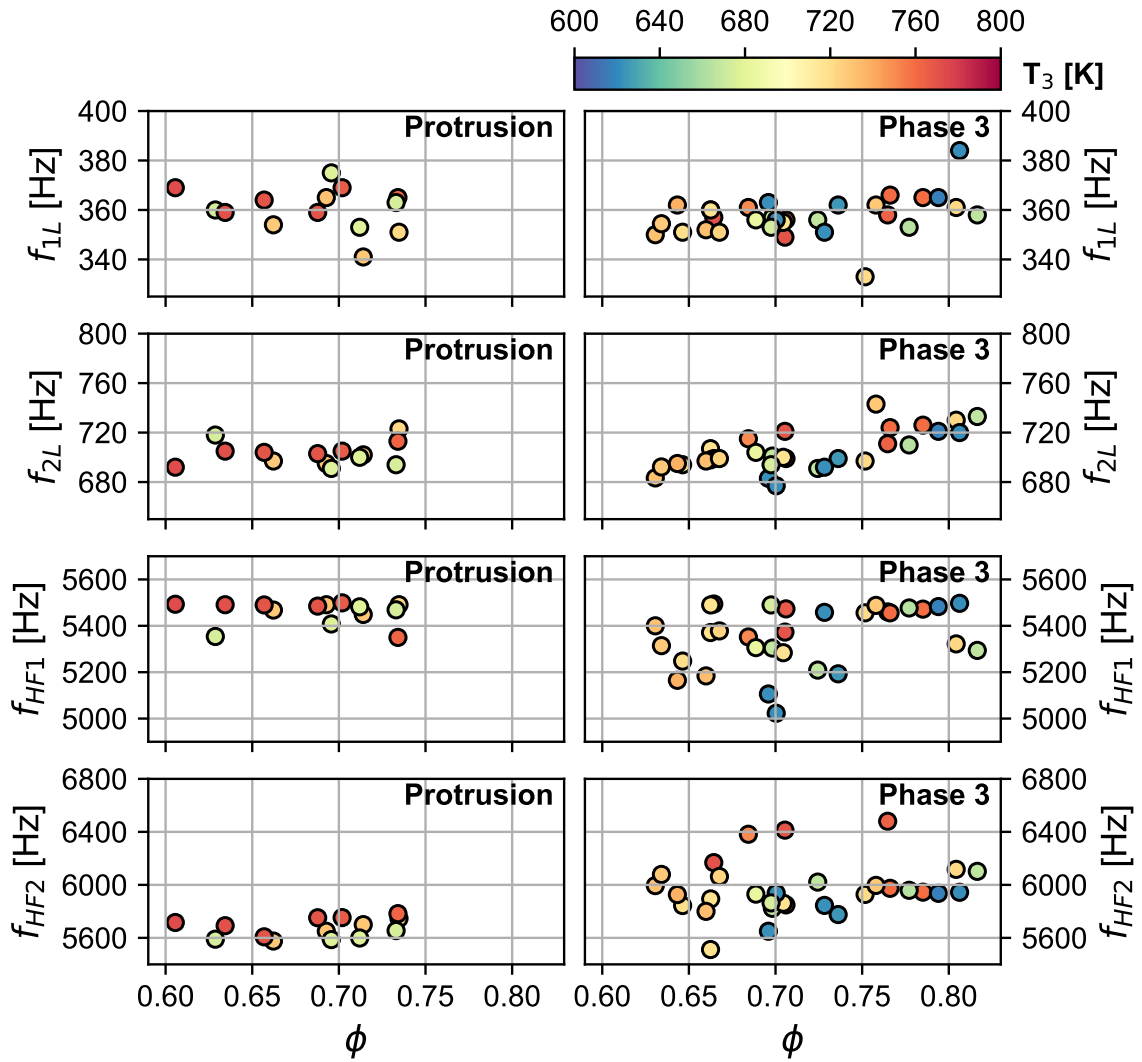 600 640 680 720 760 800
T₃ [K]
400 Protrusion Phase 3 400
380 380
360 360
340 340
f₁L [Hz] f₁L [Hz]
800 Protrusion Phase 3 800
760 760
720 720
680 680
f₂L [Hz] f₂L [Hz]
Protrusion Phase 3
5600 5600
5400 5400
5200 5200
5000 5000
f_HF1 [Hz] f_HF1 [Hz]
6800 Protrusion Phase 3 6800
6400 6400
6000 6000
5600 5600
f_HF2 [Hz] f_HF2 [Hz]
0.60 0.65 0.70 0.75 0.80 0.60 0.65 0.70 0.75 0.80
ϕ ϕ